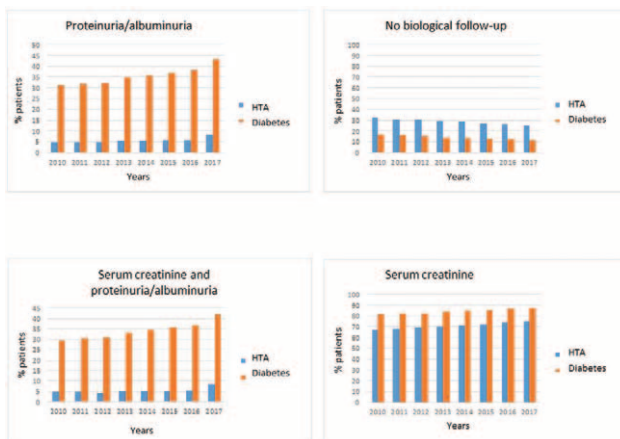 Proteinuria/albuminuria
50
45
40
35
30
25
20
15
10
5
0
% patients
2010 2011 2012 2013 2014 2015 2016 2017
Years
HTA
Diabetes
No biological follow-up
100
90
80
70
60
50
40
30
20
10
0
% patients
2010 2011 2012 2013 2014 2015 2016 2017
Years
HTA
Diabetes
Serum creatinine and
proteinuria/albuminuria
45
40
35
30
25
20
15
10
5
0
% patients
2010 2011 2012 2013 2014 2015 2016 2017
Years
HTA
Diabetes
Serum creatinine
100
90
80
70
60
50
40
30
20
10
0
% patients
2010 2011 2012 2013 2014 2015 2016 2017
Years
HTA
Diabetes